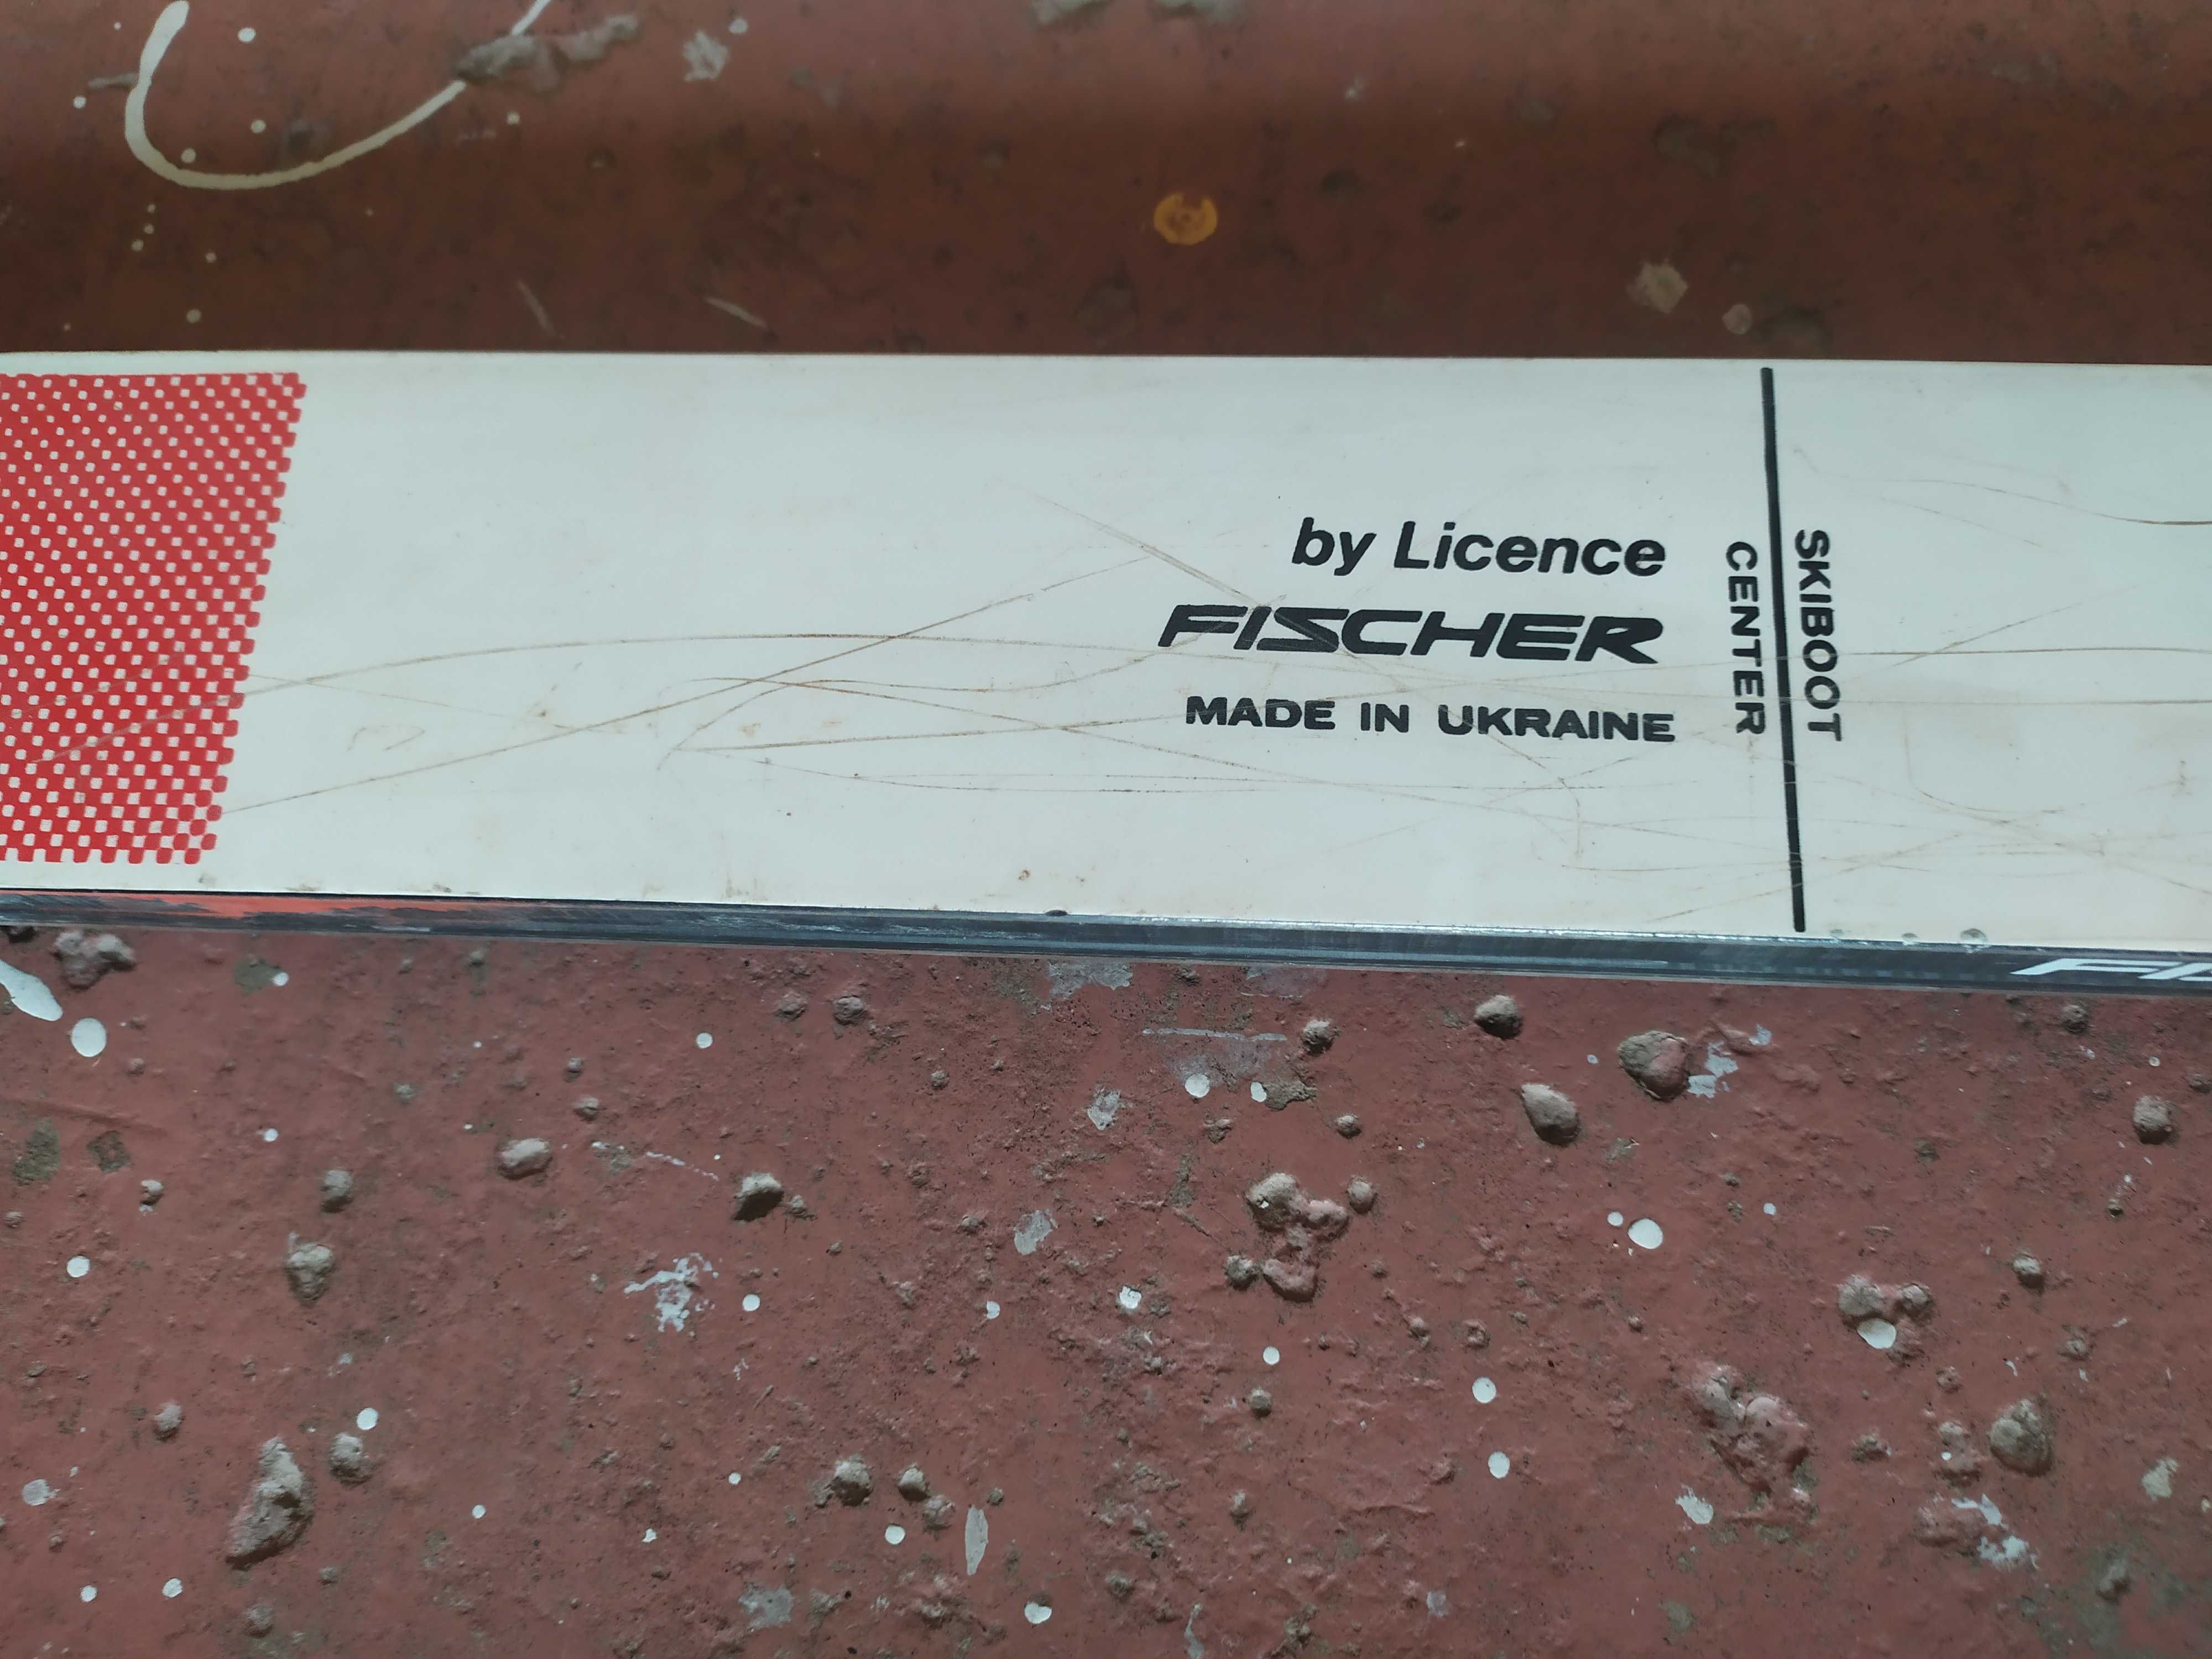 by Licence
FISCHER
MADE IN UKRAINE
CENTER
SKIBOOT